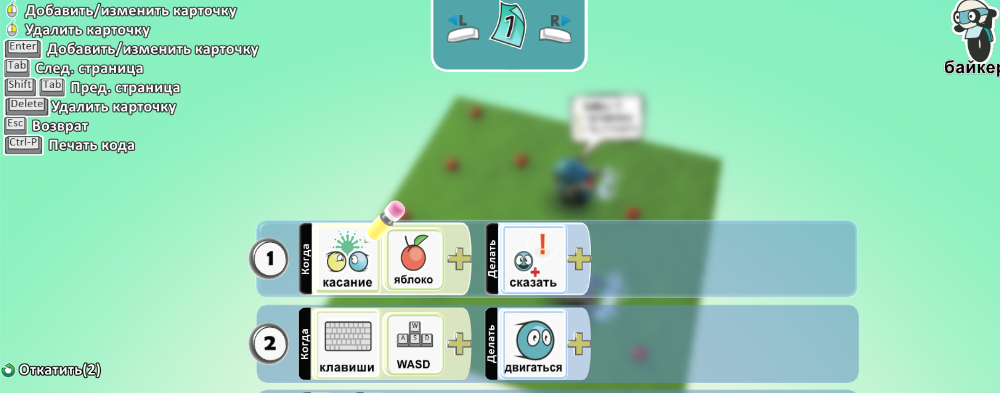 Добавить/изменить карточку
Удалить карточку
Enter Добавить/изменить карточку
Tab След. страница
Shift Tab Пред. страница
Delete Удалить карточку
Esc Возврат
Ctrl-P Печать кода
L 1 R
байкер
1 Когда касание яблоко Делать сказать
2 Когда клавиши W A S D WASD Делать двигаться
Откатить(2)